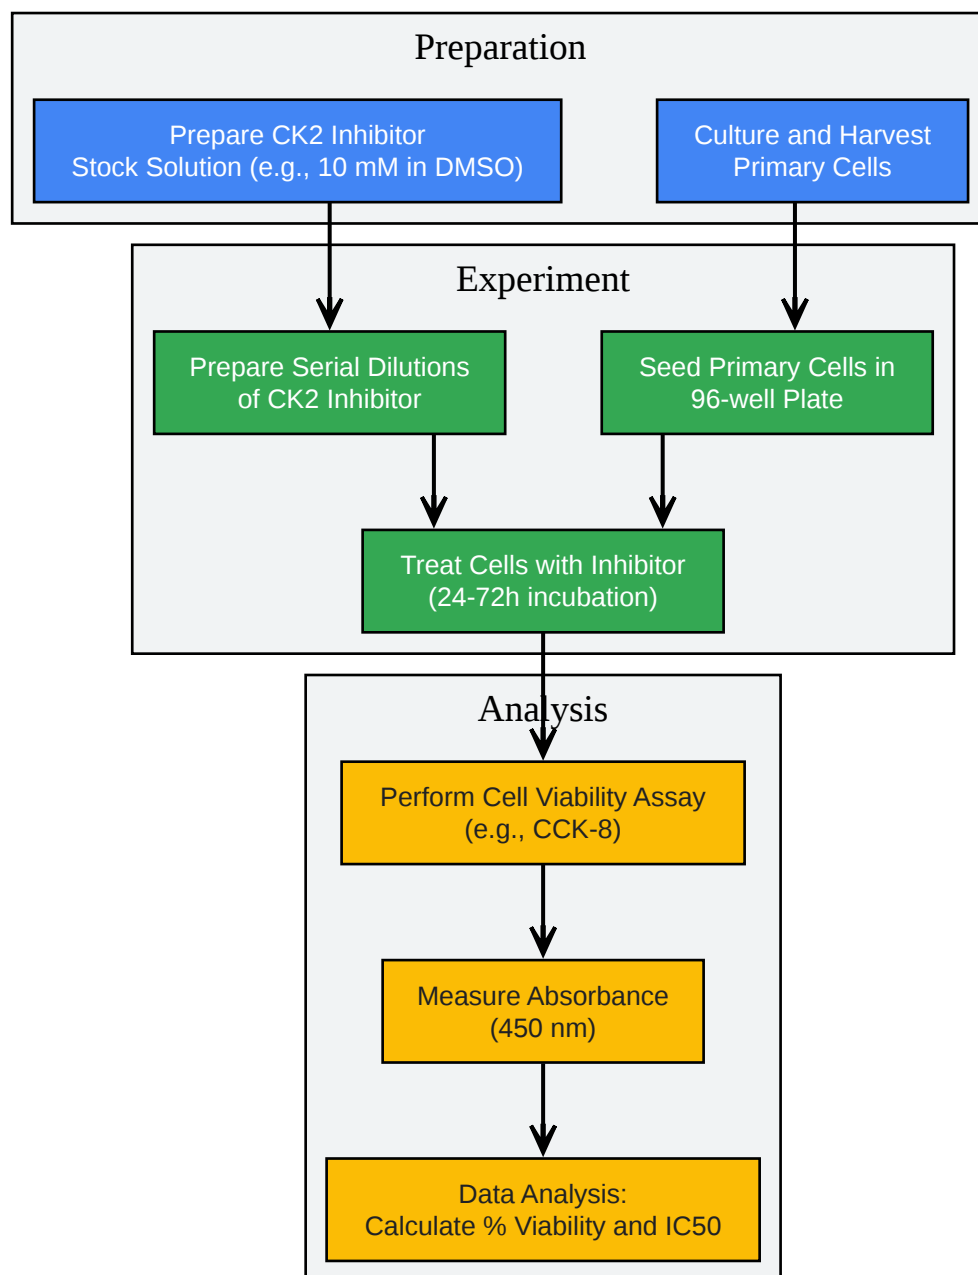 Preparation
Prepare CK2 Inhibitor
Stock Solution (e.g., 10 mM in DMSO)
Culture and Harvest
Primary Cells
Experiment
Prepare Serial Dilutions
of CK2 Inhibitor
Seed Primary Cells in
96-well Plate
Treat Cells with Inhibitor
(24-72h incubation)
Analysis
Perform Cell Viability Assay
(e.g., CCK-8)
Measure Absorbance
(450 nm)
Data Analysis:
Calculate % Viability and IC50